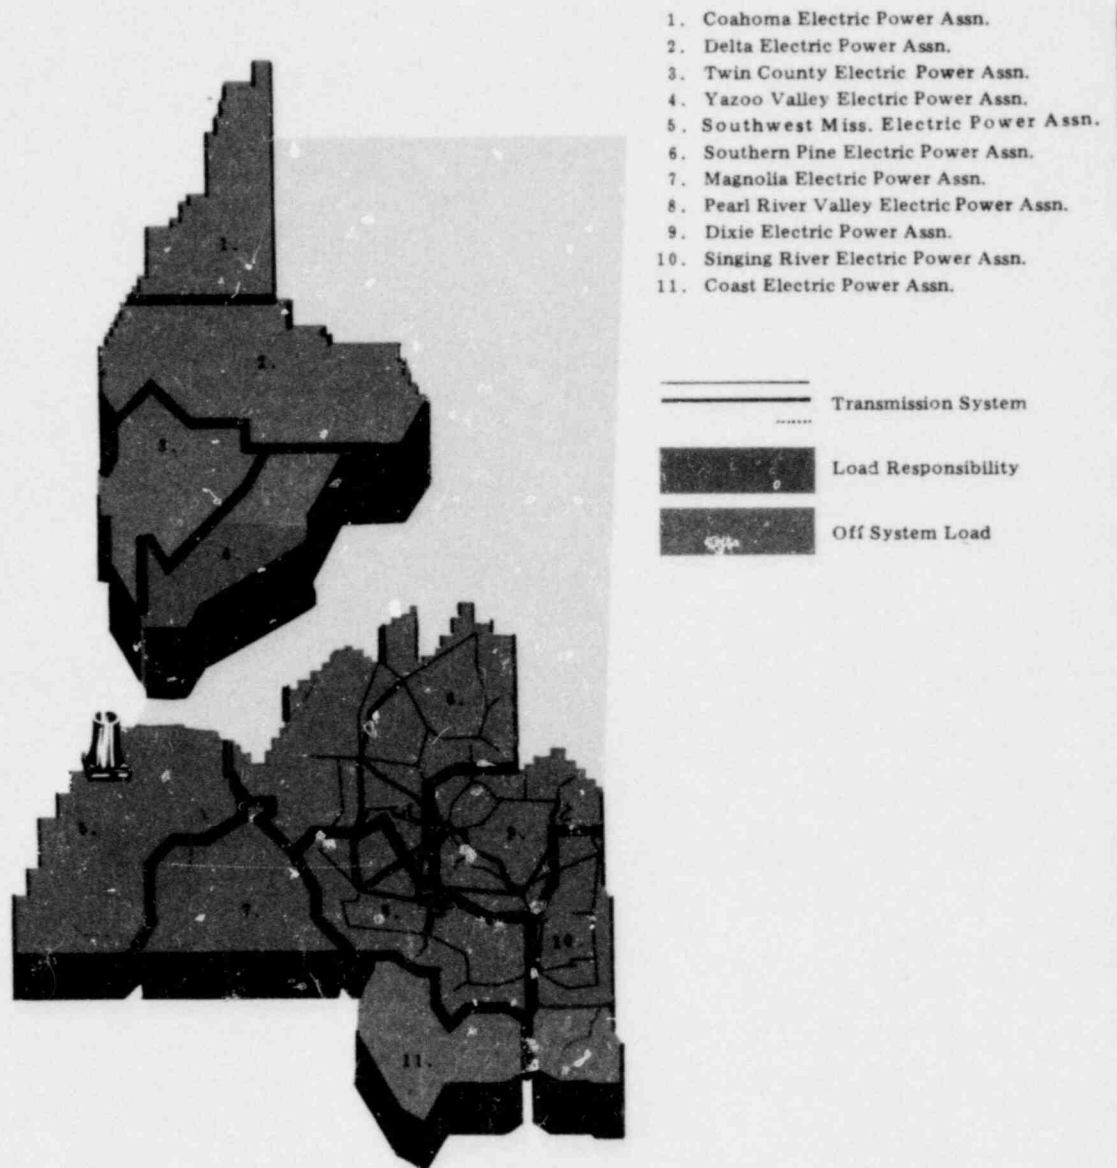 1. Coahoma Electric Power Assn.
2. Delta Electric Power Assn.
3. Twin County Electric Power Assn.
4. Yazoo Valley Electric Power Assn.
5. Southwest Miss. Electric Power Assn.
6. Southern Pine Electric Power Assn.
7. Magnolia Electric Power Assn.
8. Pearl River Valley Electric Power Assn.
9. Dixie Electric Power Assn.
10. Singing River Electric Power Assn.
11. Coast Electric Power Assn.
Transmission System
Load Responsibility
Off System Load
1.
2.
3.
4.
6.
5.
9.
7.
8.
10.
11.